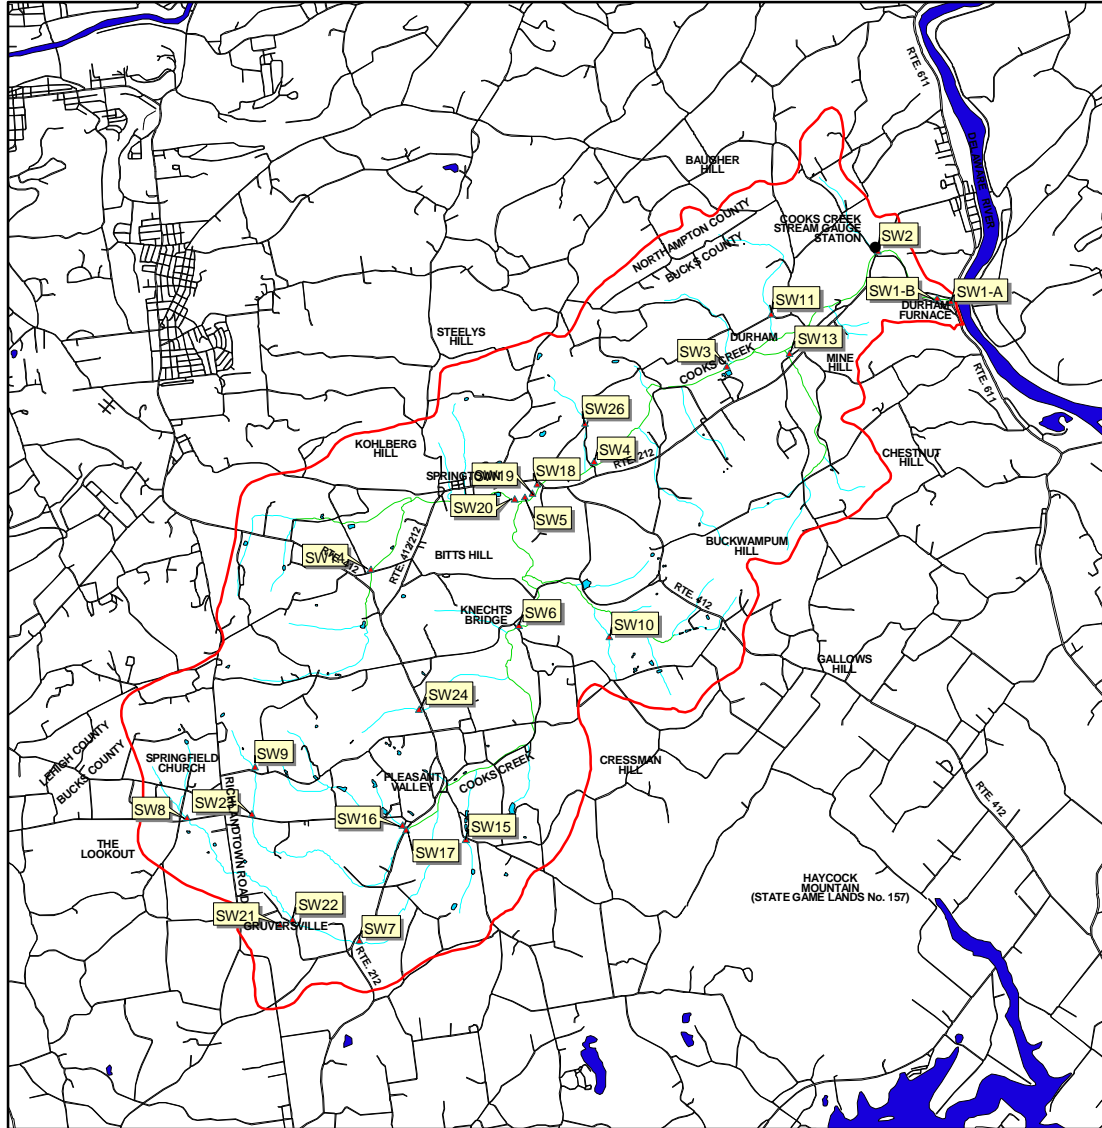 RTE. 611
DELAWARE RIVER
BAUGHER
HILL
NORTHAMPTON COUNTY
BUCKS COUNTY
COOKS CREEK
STREAM GAUGE
STATION
SW2
SW1-B
SW1-A
DURHAM
FURNACE
SW11
STEELYS
HILL
DURHAM
SW13
SW3
COOKS CREEK
MINE
HILL
RTE. 611
SW26
KOHLBERG
HILL
SW4
RTE. 212
CHESTNUT
HILL
SPRINGTOWN
SW19
SW18
SW20
SW5
RTE. 412/212
BITTS HILL
BUCKWAMPUM
HILL
RTE. 412
RTE. 412
KNECHTS
BRIDGE
SW6
SW10
GALLOWS
HILL
SW24
LEHIGH COUNTY
BUCKS COUNTY
SPRINGFIELD
CHURCH
SW9
RICHLANDTOWN ROAD
PLEASANT
VALLEY
COOKS CREEK
CRESSMAN
HILL
RTE. 412
SW8
SW16
SW15
SW17
THE
LOOKOUT
HAYCOCK
MOUNTAIN
(STATE GAME LANDS No. 157)
SW21
SW22
GRUVERSVILLE
SW7
RTE. 212